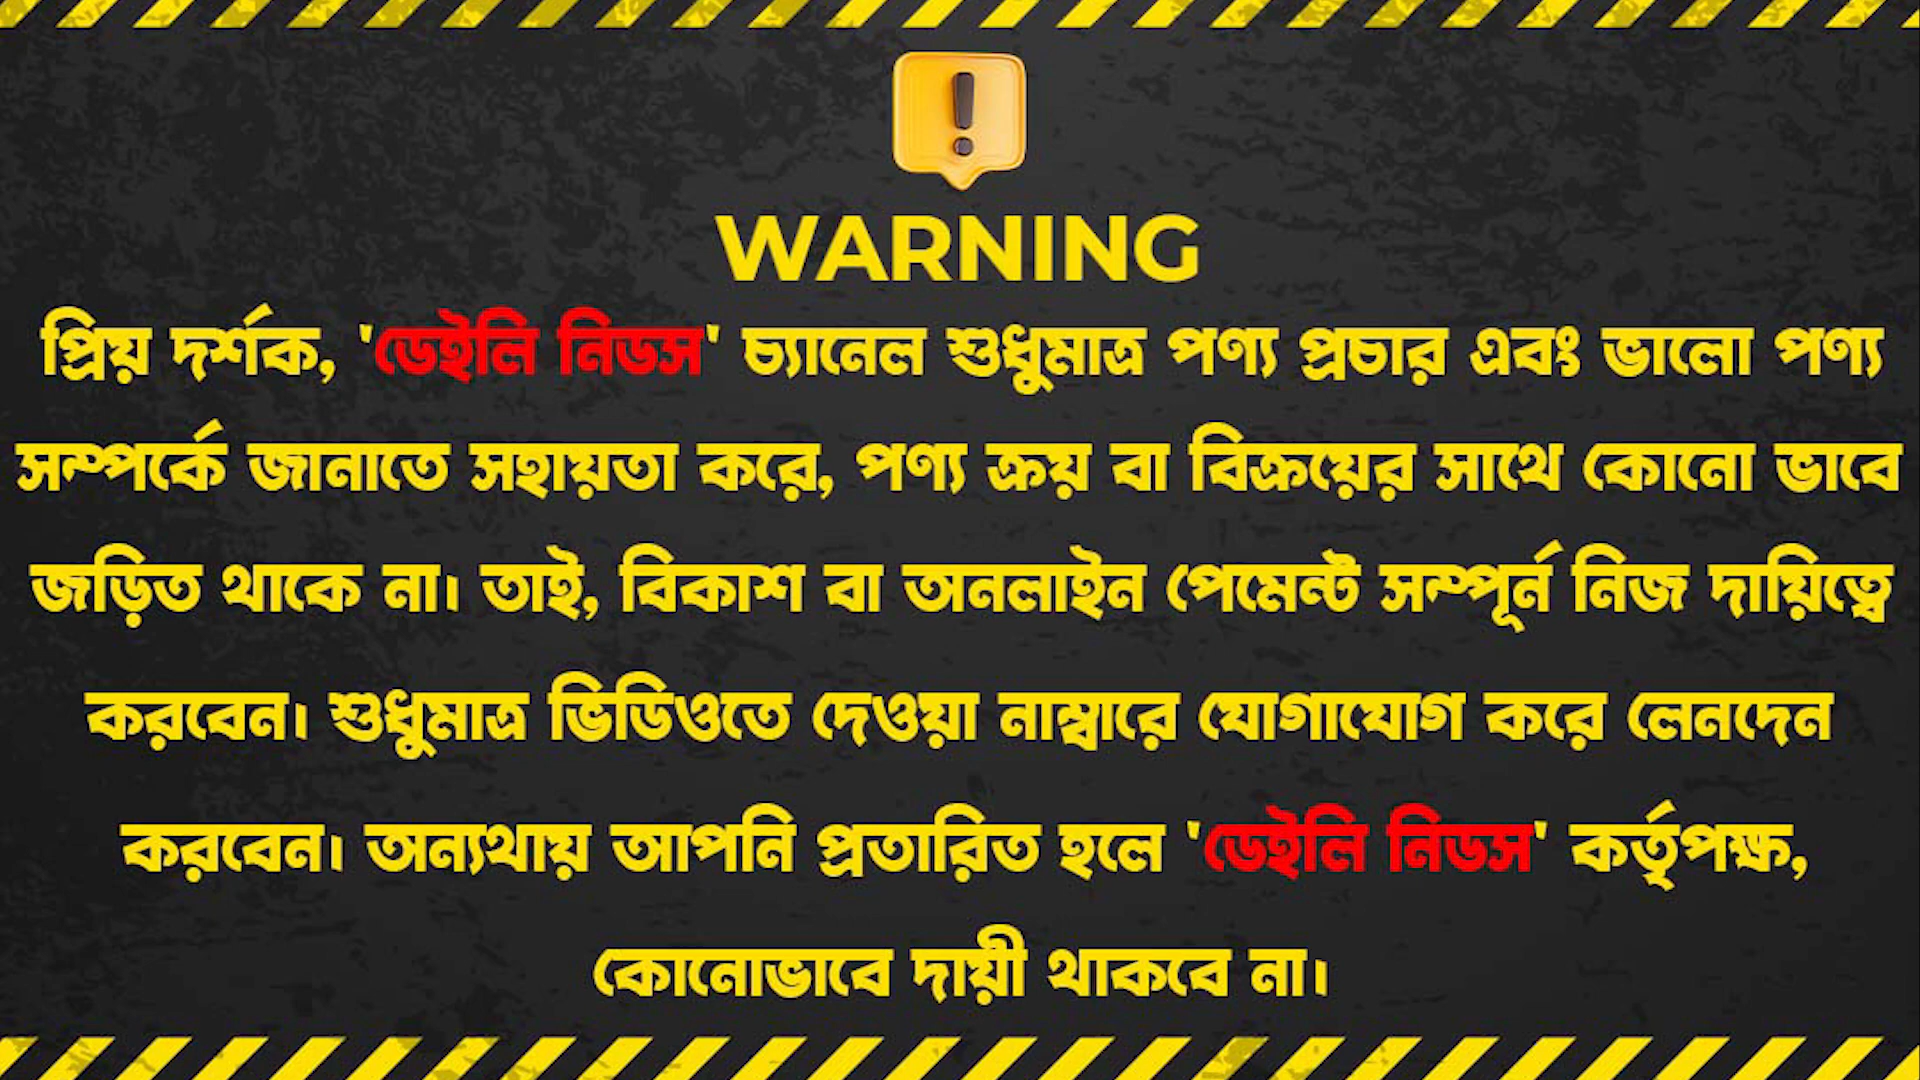 WARNING
প্রিয় দর্শক, 'ডেইলি নিডস' চ্যানেল শুধুমাত্র পণ্য প্রচার এবং ভালো পণ্য
সম্পর্কে জানাতে সহায়তা করে, পণ্য ক্রয় বা বিক্রয়ের সাথে কোনো ভাবে
জড়িত থাকে না। তাই, বিকাশ বা অনলাইন পেমেন্ট সম্পূর্ন নিজ দায়িত্বে
করবেন। শুধুমাত্র ভিডিওতে দেওয়া নাম্বারে যোগাযোগ করে লেনদেন
করবেন। অন্যথায় আপনি প্রতারিত হলে 'ডেইলি নিডস' কর্তৃপক্ষ,
কোনোভাবে দায়ী থাকবে না।